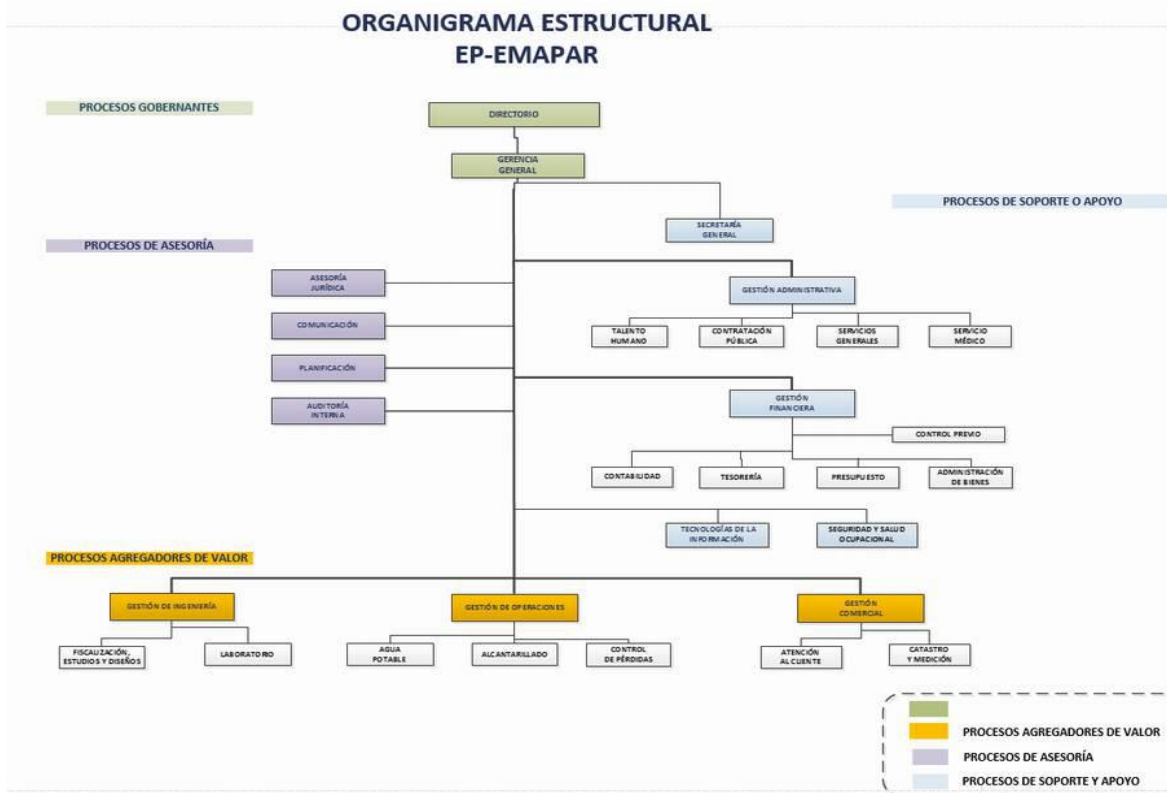 ORGANIGRAMA ESTRUCTURAL
EP-EMAPAR
PROCESOS GOBERNANTES
DIRECTORIO
GERENCIA
GENERAL
PROCESOS DE SOPORTE O APOYO
SECRETARÍA
GENERAL
PROCESOS DE ASESORÍA
ASESORÍA
JURÍDICA
GESTIÓN ADMINISTRATIVA
COMUNICACIÓN
TALENTO
HUMANO
CONTRATACIÓN
PÚBLICA
SERVICIOS
GENERALES
SERVICIO
MÉDICO
PLANIFICACIÓN
GESTIÓN
FINANCIERA
AUDITORÍA
INTERNA
CONTROL PREVIO
CONTABILIDAD
TESORERÍA
PRESUPUESTO
ADMINISTRACIÓN
DE BIENES
TECNOLOGÍAS DE LA
INFORMACIÓN
SEGURIDAD Y SALUD
OCUPACIONAL
PROCESOS AGREGADORES DE VALOR
GESTIÓN DE INGENIERÍA
GESTIÓN DE OPERACIONES
GESTIÓN
COMERCIAL
FISCALIZACIÓN,
ESTUDIOS Y DISEÑOS
LABORATORIO
AGUA
POTABLE
ALCANTARILLADO
CONTROL
DE PÉRDIDAS
ATENCIÓN
AL CLIENTE
CATASTRO
Y MEDICIÓN
PROCESOS AGREGADORES DE VALOR
PROCESOS DE ASESORÍA
PROCESOS DE SOPORTE Y APOYO